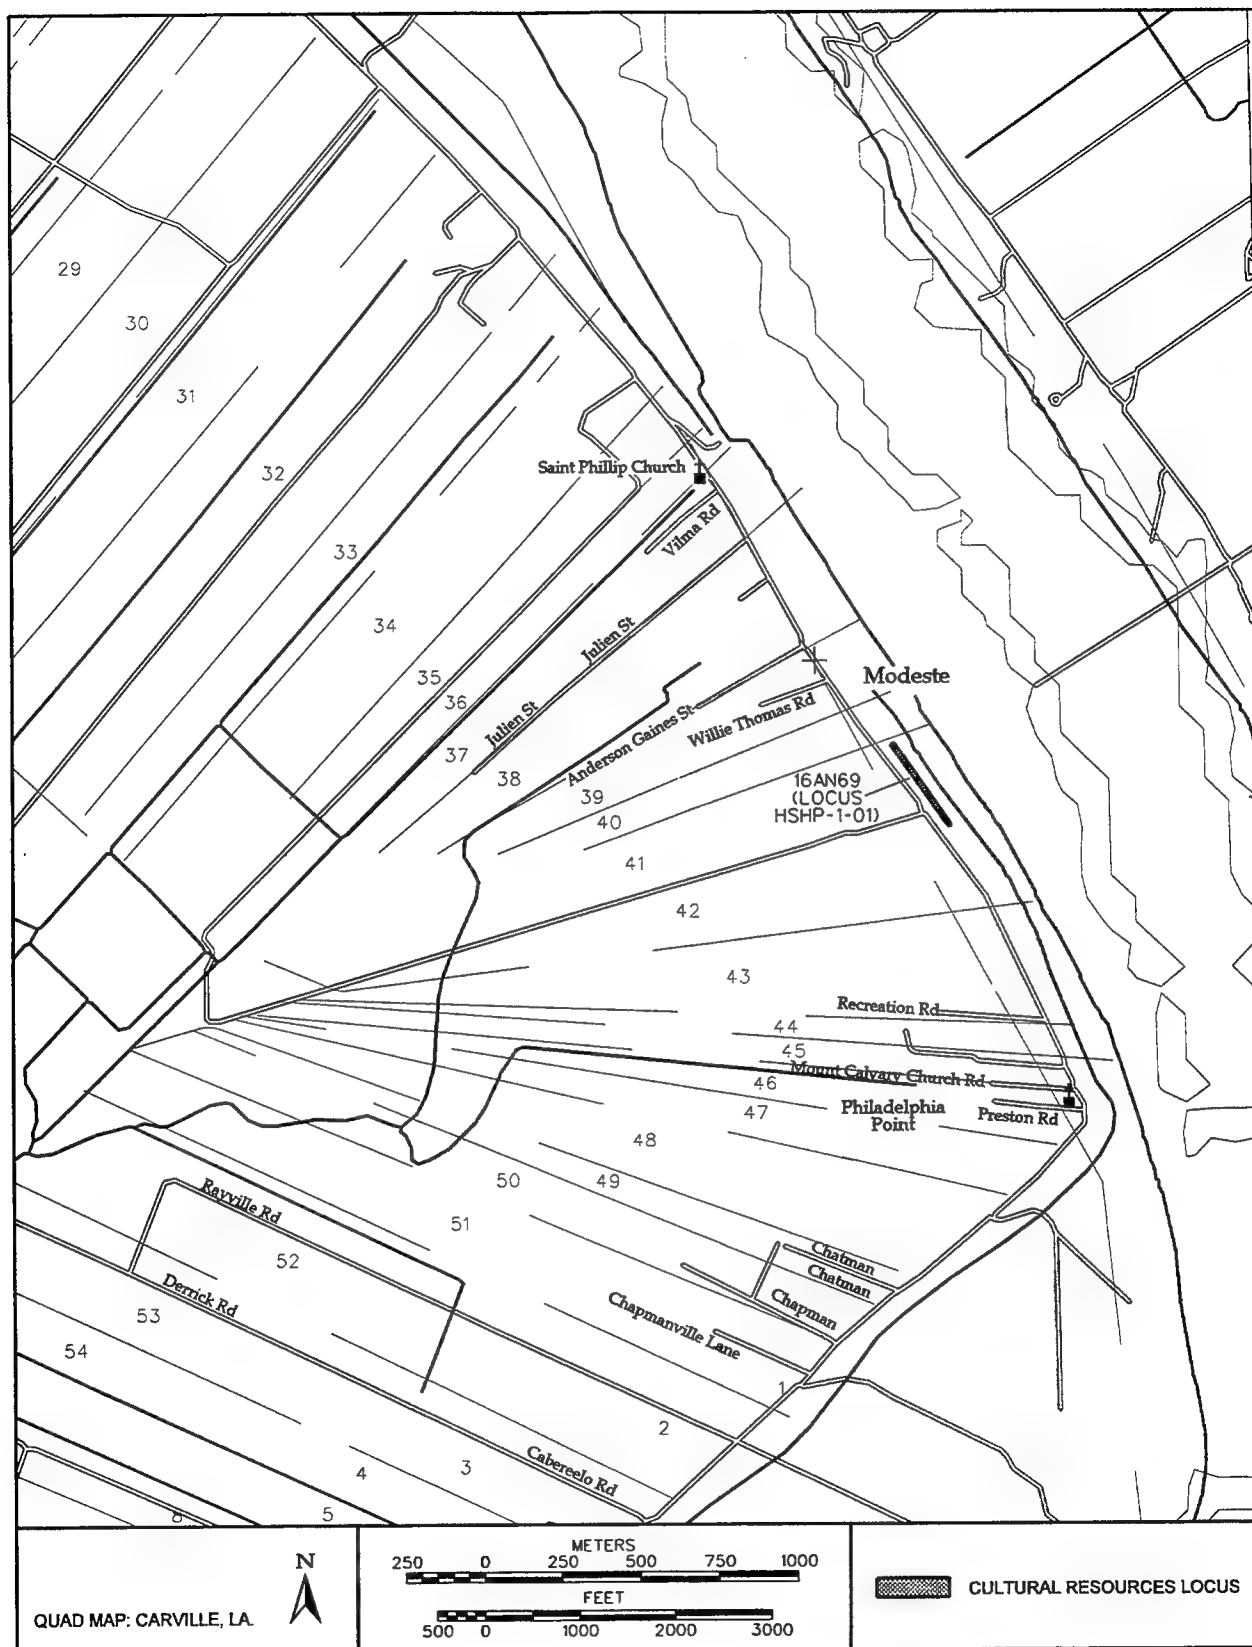 29
30
31
32
Saint Phillip Church
Vilma Rd
33
34
Julien St
35
36
Modeste
Julien St
37
38
Anderson Gaines St
Willie Thomas Rd
39
16AN69
(LOCUS
HSHP-1-01)
40
41
42
43
Recreation Rd
44
45
Mount Calvary Church Rd
46
47
Philadelphia
Point
Preston Rd
48
49
50
51
Rayville Rd
52
Chatman
Chatman
Chapman
Derrick Rd
53
Chapmanville Lane
54
1
2
Cabereelo Rd
3
4
5
8
N
QUAD MAP: CARVILLE, LA.
METERS
250 0 250 500 750 1000
FEET
500 0 1000 2000 3000
CULTURAL RESOURCES LOCUS